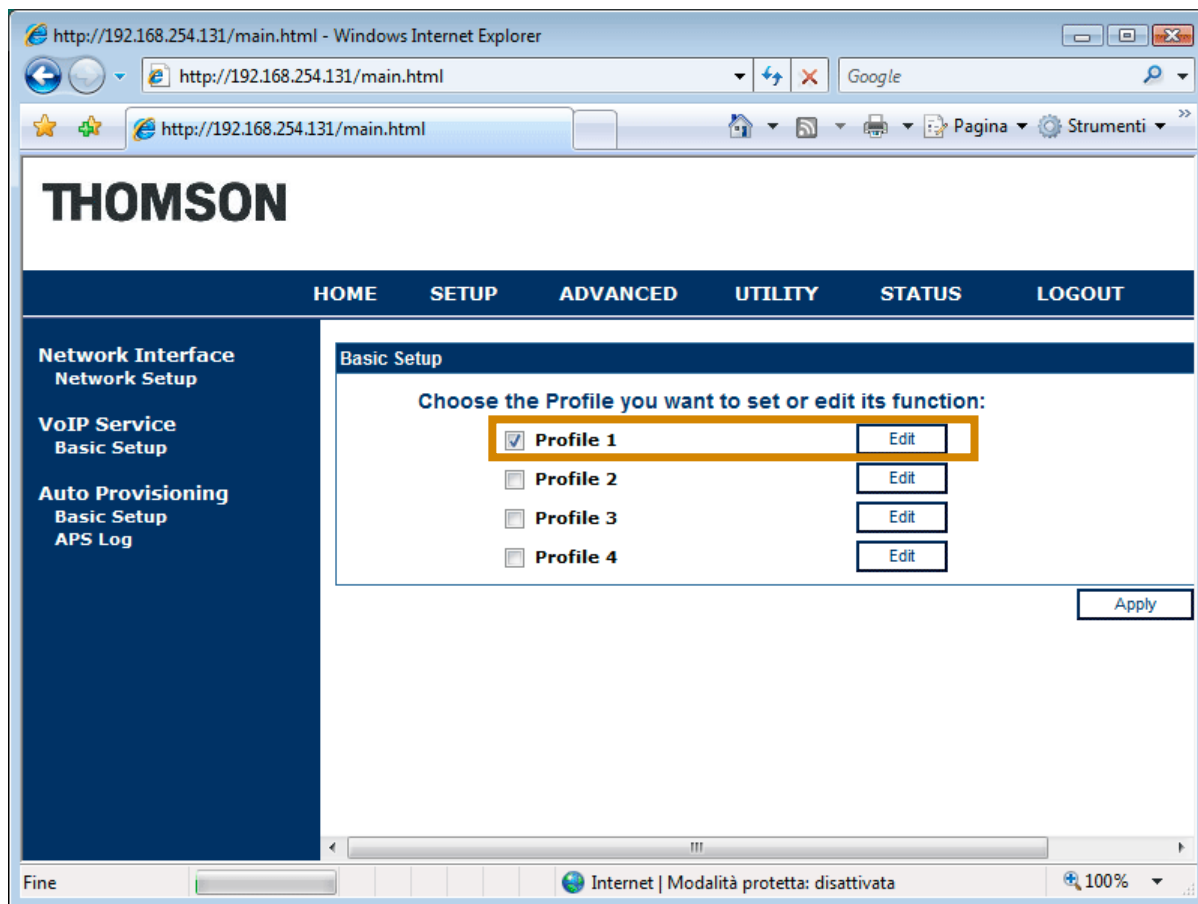 http://192.168.254.131/main.html - Windows Internet Explorer
http://192.168.254.131/main.html
Google
http://192.168.254.131/main.html
Pagina
Strumenti
THOMSON
HOME SETUP ADVANCED UTILITY STATUS LOGOUT
Network Interface
Network Setup
VoIP Service
Basic Setup
Auto Provisioning
Basic Setup
APS Log
Basic Setup
Choose the Profile you want to set or edit its function:
Profile 1 Edit
Profile 2 Edit
Profile 3 Edit
Profile 4 Edit
Apply
Fine
Internet | Modalità protetta: disattivata
100%